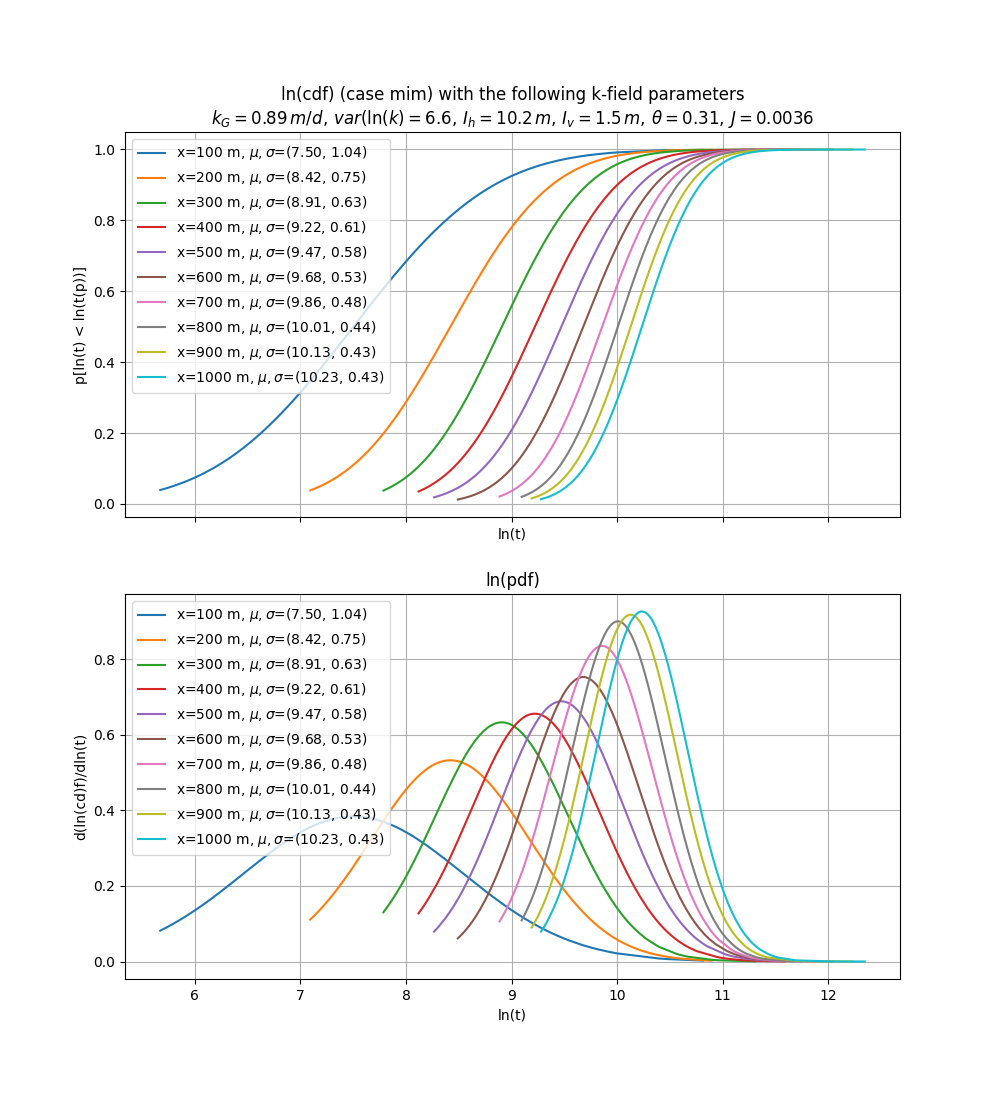 ln(cdf) (case mim) with the following k-field parameters
k_G = 0.89 m/d, var(ln(k) = 6.6, I_h = 10.2 m, I_v = 1.5 m, θ = 0.31, J = 0.0036
1.0
0.8
0.6
0.4
0.2
0.0
p[ln(t) < ln(t(p))]
x=100 m, μ, σ=(7.50, 1.04)
x=200 m, μ, σ=(8.42, 0.75)
x=300 m, μ, σ=(8.91, 0.63)
x=400 m, μ, σ=(9.22, 0.61)
x=500 m, μ, σ=(9.47, 0.58)
x=600 m, μ, σ=(9.68, 0.53)
x=700 m, μ, σ=(9.86, 0.48)
x=800 m, μ, σ=(10.01, 0.44)
x=900 m, μ, σ=(10.13, 0.43)
x=1000 m, μ, σ=(10.23, 0.43)
ln(t)
ln(pdf)
0.8
0.6
0.4
0.2
0.0
d(ln(cd)f)/dln(t)
x=100 m, μ, σ=(7.50, 1.04)
x=200 m, μ, σ=(8.42, 0.75)
x=300 m, μ, σ=(8.91, 0.63)
x=400 m, μ, σ=(9.22, 0.61)
x=500 m, μ, σ=(9.47, 0.58)
x=600 m, μ, σ=(9.68, 0.53)
x=700 m, μ, σ=(9.86, 0.48)
x=800 m, μ, σ=(10.01, 0.44)
x=900 m, μ, σ=(10.13, 0.43)
x=1000 m, μ, σ=(10.23, 0.43)
6 7 8 9 10 11 12
ln(t)